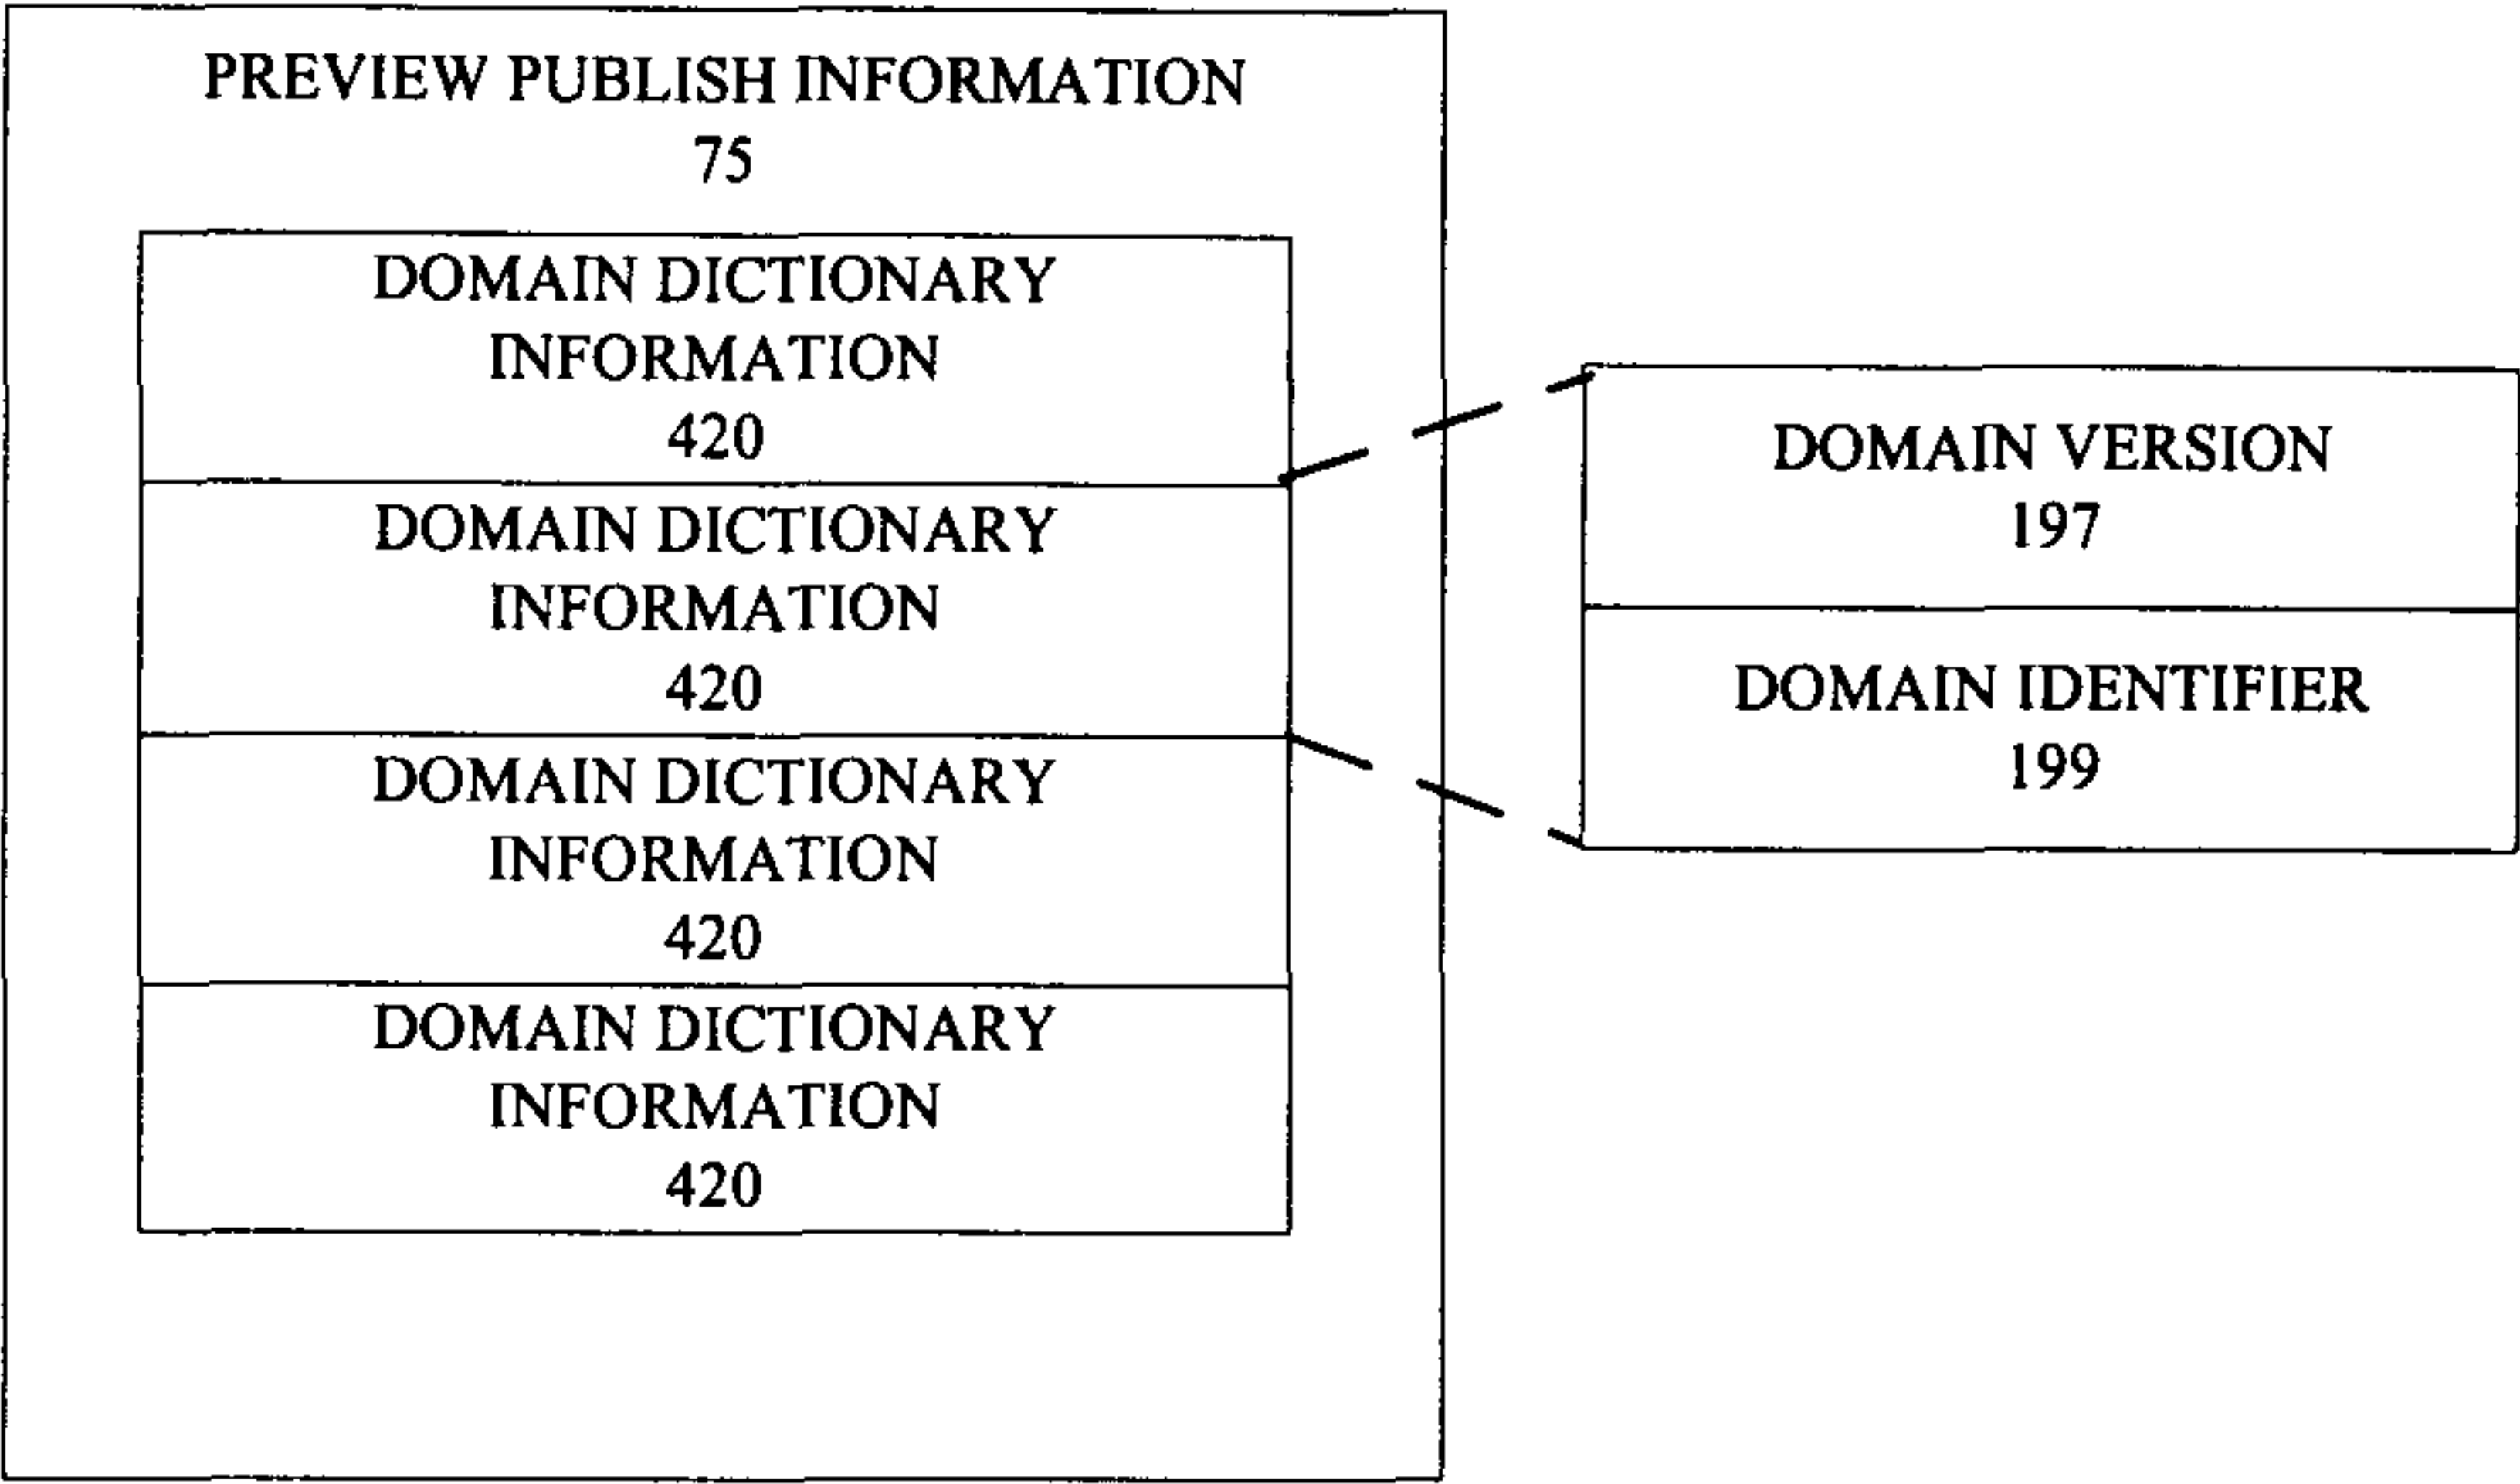 PREVIEW PUBLISH INFORMATION
75
DOMAIN DICTIONARY
INFORMATION
420
DOMAIN DICTIONARY
INFORMATION
420
DOMAIN DICTIONARY
INFORMATION
420
DOMAIN DICTIONARY
INFORMATION
420
DOMAIN VERSION
197
DOMAIN IDENTIFIER
199